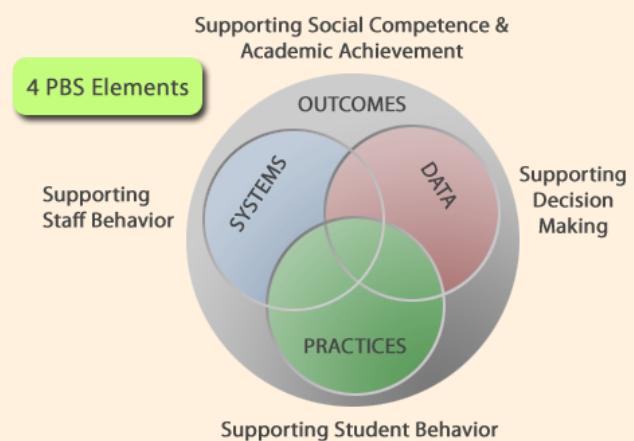 Supporting Social Competence &
Academic Achievement
4 PBS Elements
OUTCOMES
SYSTEMS
DATA
Supporting
Staff Behavior
Supporting
Decision
Making
PRACTICES
Supporting Student Behavior